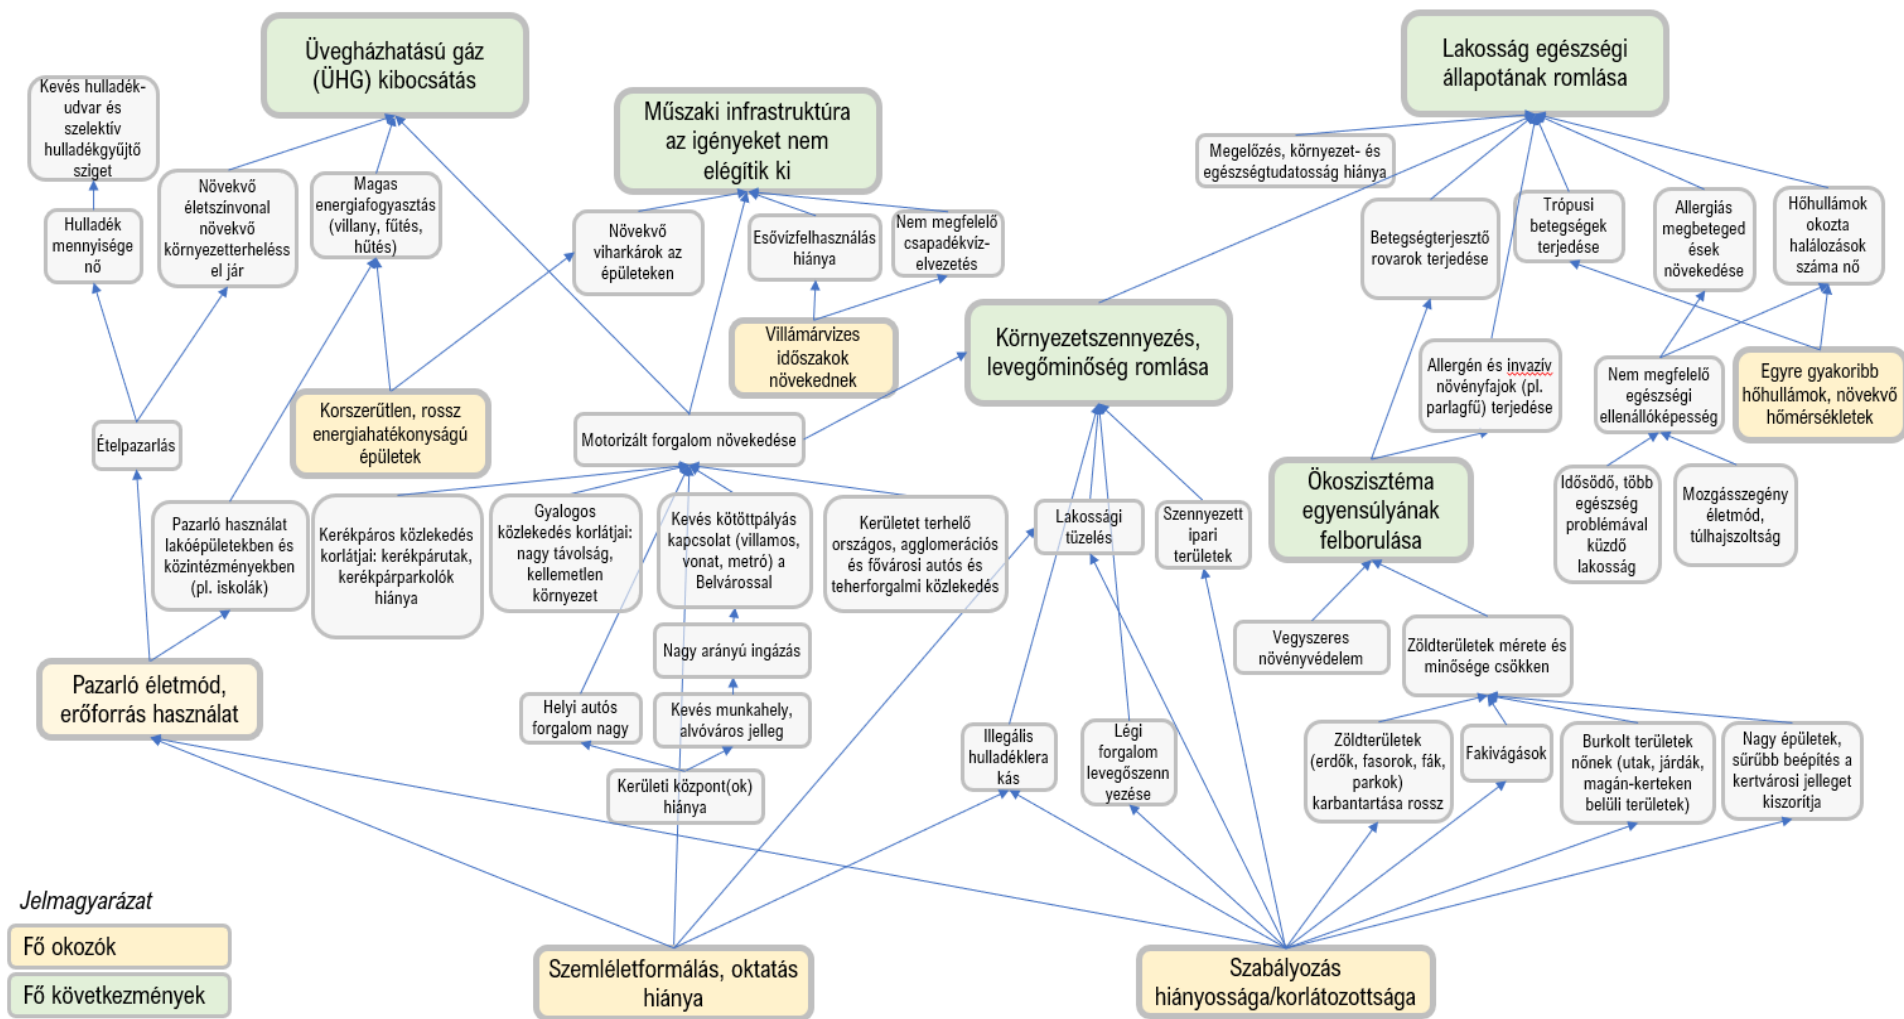 Üvegházhatású gáz
(ÜHG) kibocsátás
Lakosság egészségi
állapotának romlása
Kevés hulladék-
udvar és
szelektív
hulladékgyűjtő
sziget
Műszaki infrastruktúra
az igényeket nem
elégítik ki
Megelőzés, környezet- és
egészségtudatosság hiánya
Hulladék
mennyisége
nő
Növekvő
életszínvonal
növekvő
környezetterheléss
el jár
Magas
energiafogyasztás
(villany, fűtés,
hűtés)
Növekvő
viharkárok az
épületeken
Esővízfelhasználás
hiánya
Nem megfelelő
csapadékvíz-
elvezetés
Betegségterjesztő
rovarok terjedése
Trópusi
betegségek
terjedése
Allergiás
megbeteged
ések
növekedése
Hőhullámok
okozta
halálozások
száma nő
Villámárvizes
időszakok
növekednek
Környezetszennyezés,
levegőminőség romlása
Allergén és invazív
növényfajok (pl.
parlagfű) terjedése
Nem megfelelő
egészségi
ellenállóképesség
Egyre gyakoribb
hőhullámok, növekvő
hőmérsékletek
Ételpazarlás
Korszerűtlen, rossz
energiahatékonyságú
épületek
Motorizált forgalom növekedése
Pazarló használat
lakóépületekben és
közintézményekben
(pl. iskolák)
Kerékpáros közlekedés
korlátjai: kerékpárutak,
kerékpárparkolók
hiánya
Gyalogos
közlekedés korlátjai:
nagy távolság,
kellemetlen
környezet
Kevés kötöttpályás
kapcsolat (villamos,
vonat, metró) a
Belvárossal
Kerületet terhelő
országos, agglomerációs
és fővárosi autós és
teherforgalmi közlekedés
Lakossági
tüzelés
Szennyezett
ipari
területek
Ökoszisztéma
egyensúlyának
felborulása
Idősödő, több
egészség
problémával
küzdő
lakosság
Mozgásszegény
életmód,
túlhajszoltság
Nagy arányú ingázás
Vegyszeres
növényvédelem
Zöldterületek mérete és
minősége csökken
Pazarló életmód,
erőforrás használat
Helyi autós
forgalom nagy
Kevés munkahely,
alvóváros jelleg
Illegális
hulladéklera
kás
Légi
forgalom
levegőszenn
yezése
Zöldterületek
(erdők, fasorok, fák,
parkok)
karbantartása rossz
Fakivágások
Burkolt területek
nőnek (utak, járdák,
magán-kerteken
belüli területek)
Nagy épületek,
sűrűbb beépítés a
kertvárosi jelleget
kiszorítja
Kerületi központ(ok)
hiánya
Jelmagyarázat
Fő okozók
Fő következmények
Szemléletformálás, oktatás
hiánya
Szabályozás
hiányossága/korlátozottsága